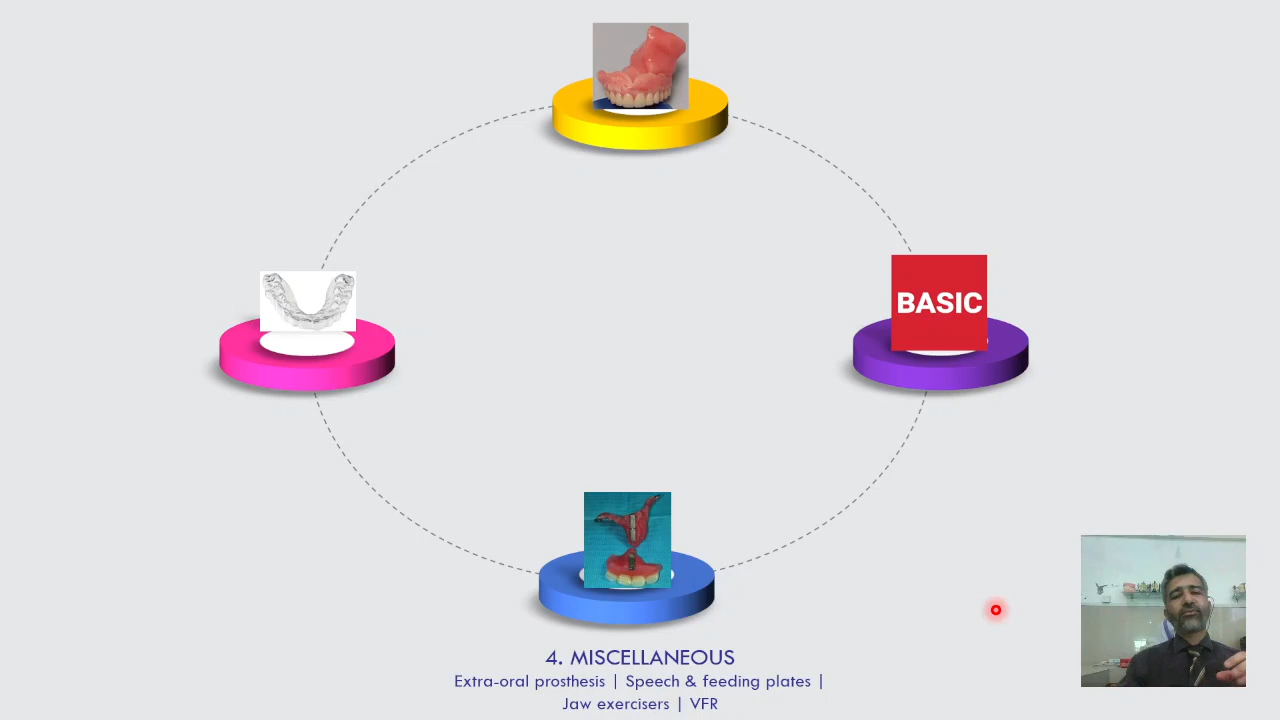 BASIC
4. MISCELLANEOUS
Extra-oral prosthesis | Speech & feeding plates |
Jaw exercisers | VFR